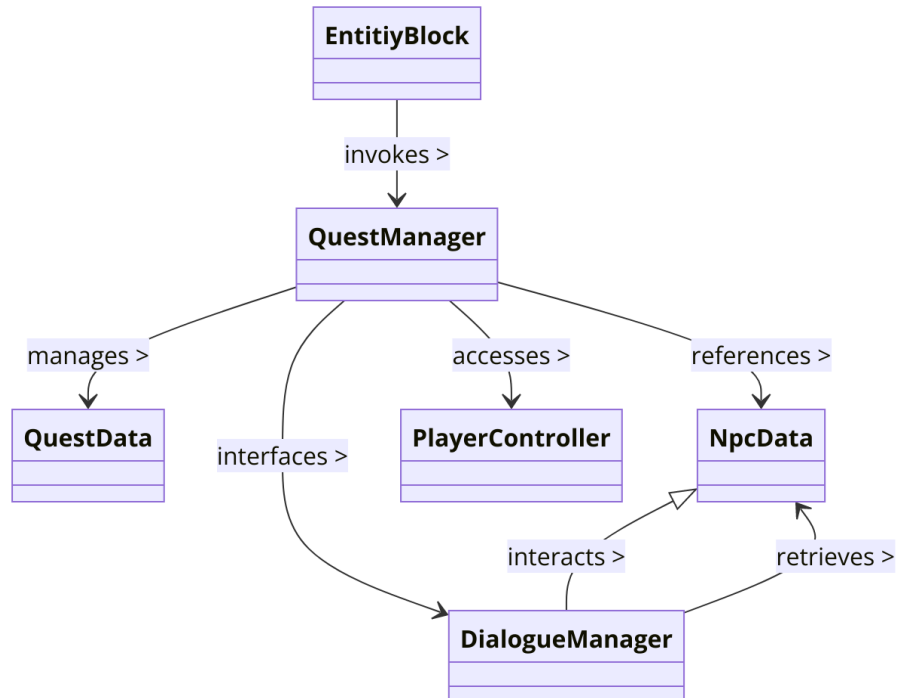 EntitiyBlock
invokes >
QuestManager
manages >
accesses >
references >
QuestData
PlayerController
NpcData
interfaces >
interacts >
retrieves >
DialogueManager